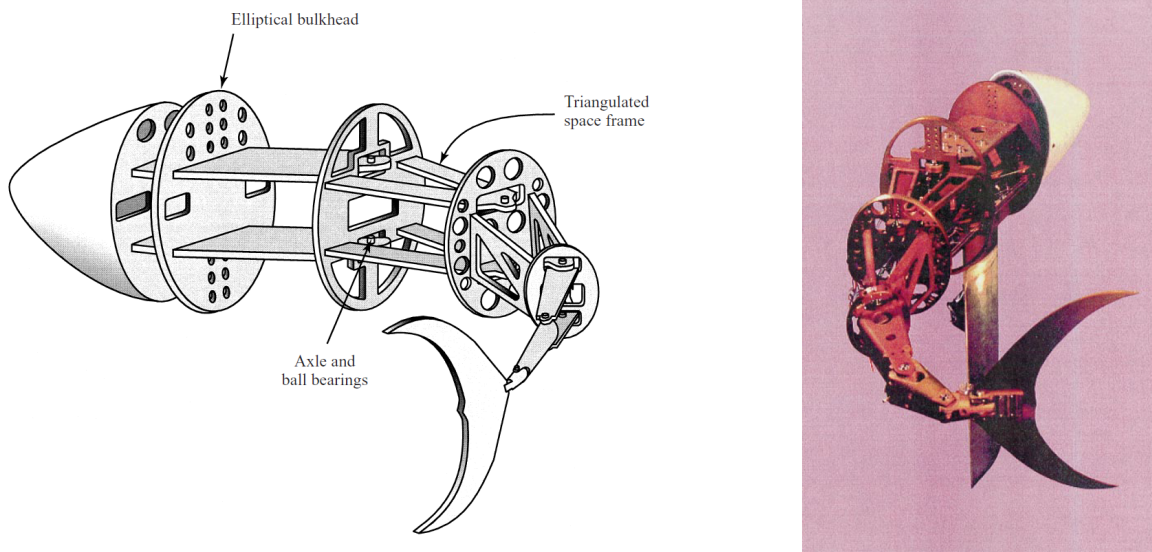 Elliptical bulkhead
Triangulated
space frame
Axle and
ball bearings